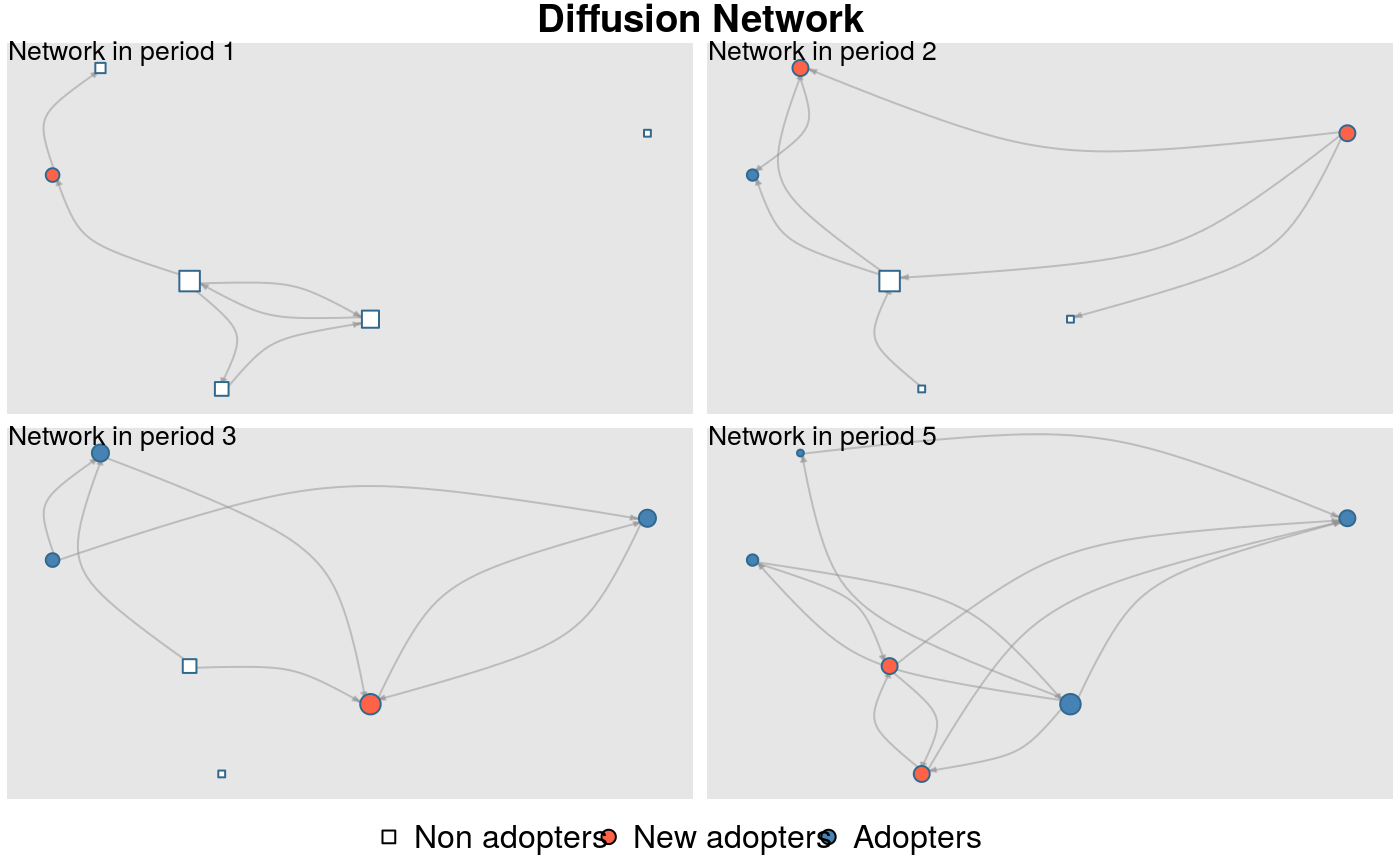 Diffusion Network
Network in period 1
Network in period 2
Network in period 3
Network in period 5
Non adopters New adopters Adopters